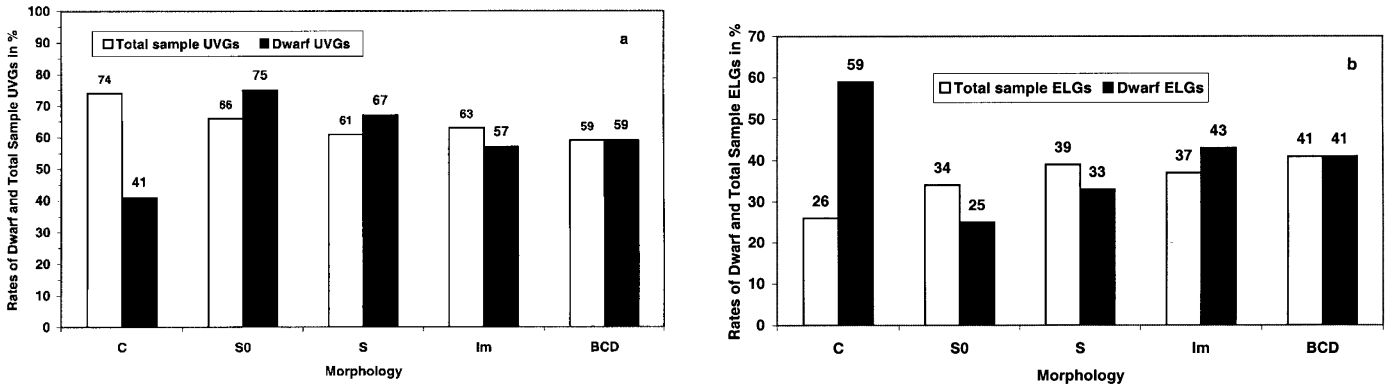 Rates of Dwarf and Total Sample UVGs in %
100
90
80
70
60
50
40
30
20
10
0
Total sample UVGs
Dwarf UVGs
a
74
41
66
75
61
67
63
57
59
59
C
S0
S
Im
BCD
Morphology
Rates of Dwarf and Total Sample ELGs in %
70
60
50
40
30
20
10
0
Total sample ELGs
Dwarf ELGs
b
26
59
34
25
39
33
37
43
41
41
C
S0
S
Im
BCD
Morphology